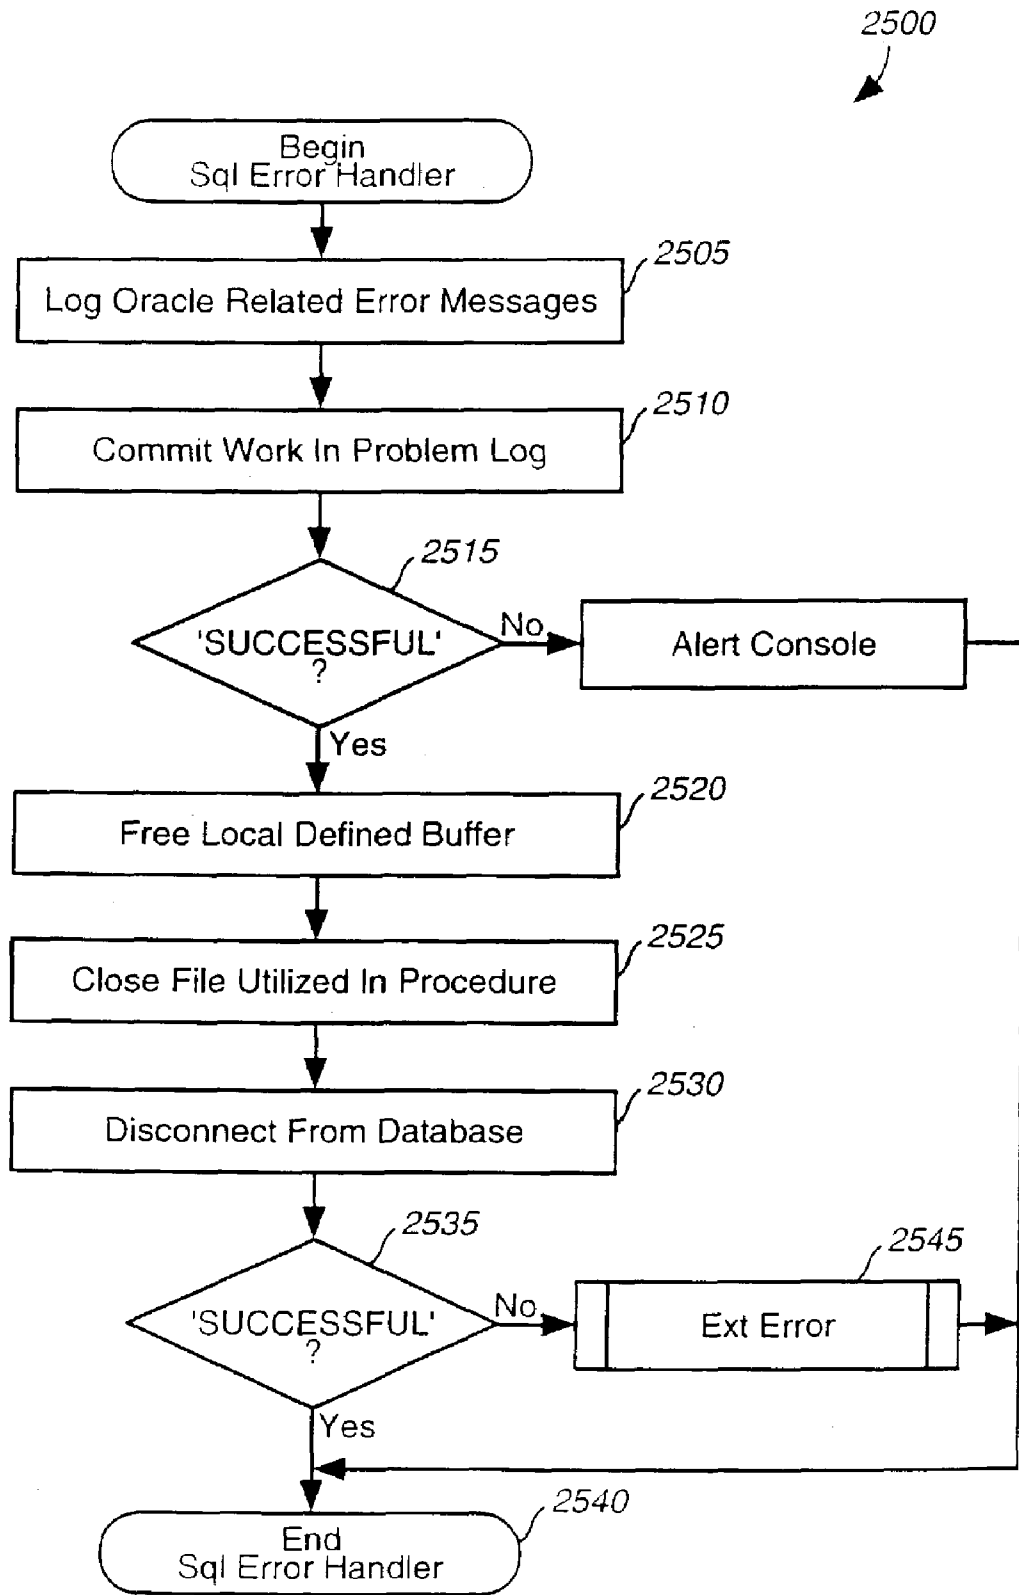 2500
Begin
Sql Error Handler
2505
Log Oracle Related Error Messages
2510
Commit Work In Problem Log
2515
'SUCCESSFUL'
?
No
Alert Console
Yes
2520
Free Local Defined Buffer
2525
Close File Utilized In Procedure
2530
Disconnect From Database
2535
'SUCCESSFUL'
?
No
2545
Ext Error
Yes
2540
End
Sql Error Handler